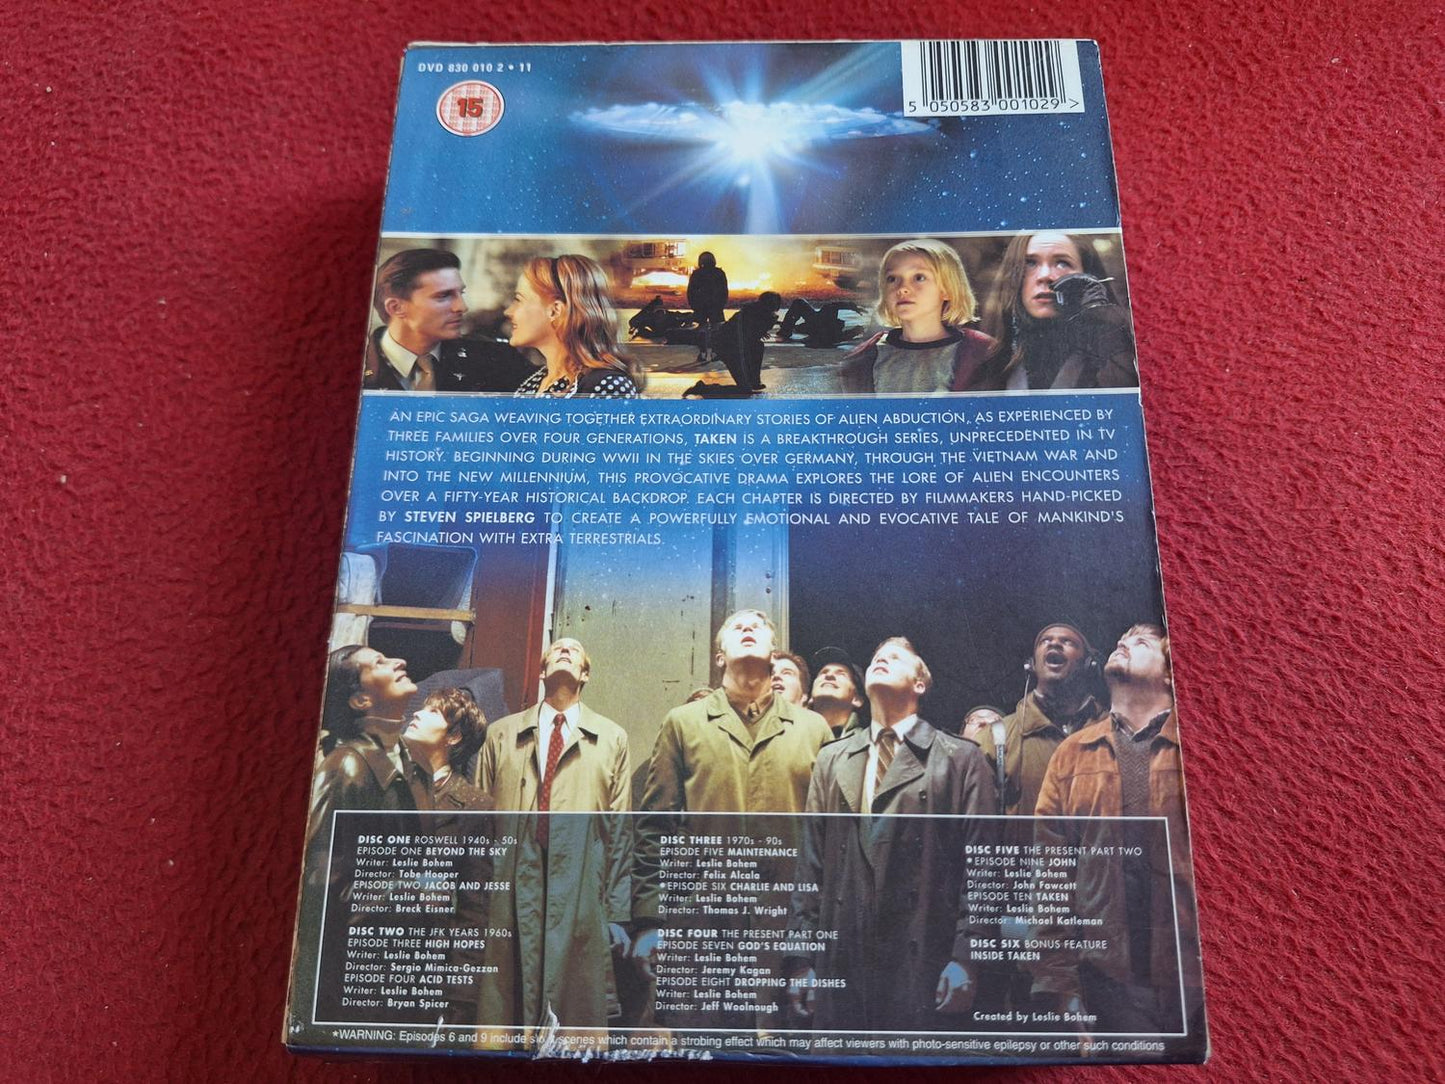 DVD 830 010 2 • 11
15
5 050583 001029 >
AN EPIC SAGA WEAVING TOGETHER EXTRAORDINARY STORIES OF ALIEN ABDUCTION, AS EXPERIENCED BY
THREE FAMILIES OVER FOUR GENERATIONS, TAKEN IS A BREAKTHROUGH SERIES, UNPRECEDENTED IN TV
HISTORY. BEGINNING DURING WWII IN THE SKIES OVER GERMANY, THROUGH THE VIETNAM WAR AND
INTO THE NEW MILLENNIUM, THIS PROVOCATIVE DRAMA EXPLORES THE LORE OF ALIEN ENCOUNTERS
OVER A FIFTY-YEAR HISTORICAL BACKDROP. EACH CHAPTER IS DIRECTED BY FILMMAKERS HAND-PICKED
BY STEVEN SPIELBERG TO CREATE A POWERFULLY EMOTIONAL AND EVOCATIVE TALE OF MANKIND'S
FASCINATION WITH EXTRA TERRESTRIALS.
DISC ONE ROSWELL 1940s - 50s
EPISODE ONE BEYOND THE SKY
Writer: Leslie Bohem
Director: Tobe Hooper
EPISODE TWO JACOB AND JESSE
Writer: Leslie Bohem
Director: Breck Eisner
DISC TWO THE JFK YEARS 1960s
EPISODE THREE HIGH HOPES
Writer: Leslie Bohem
Director: Sergio Mimica-Gezzan
EPISODE FOUR ACID TESTS
Writer: Leslie Bohem
Director: Bryan Spicer
DISC THREE 1970s - 90s
EPISODE FIVE MAINTENANCE
Writer: Leslie Bohem
Director: Felix Alcala
*EPISODE SIX CHARLIE AND LISA
Writer: Leslie Bohem
Director: Thomas J. Wright
DISC FOUR THE PRESENT PART ONE
EPISODE SEVEN GOD'S EQUATION
Writer: Leslie Bohem
Director: Jeremy Kagan
EPISODE EIGHT DROPPING THE DISHES
Writer: Leslie Bohem
Director: Jeff Woolnough
DISC FIVE THE PRESENT PART TWO
*EPISODE NINE JOHN
Writer: Leslie Bohem
Director: John Fawcett
EPISODE TEN TAKEN
Writer: Leslie Bohem
Director: Michael Katleman
DISC SIX BONUS FEATURE
INSIDE TAKEN
Created by Leslie Bohem
*WARNING: Episodes 6 and 9 include scenes which contain a strobing effect which may affect viewers with photo-sensitive epilepsy or other such conditions